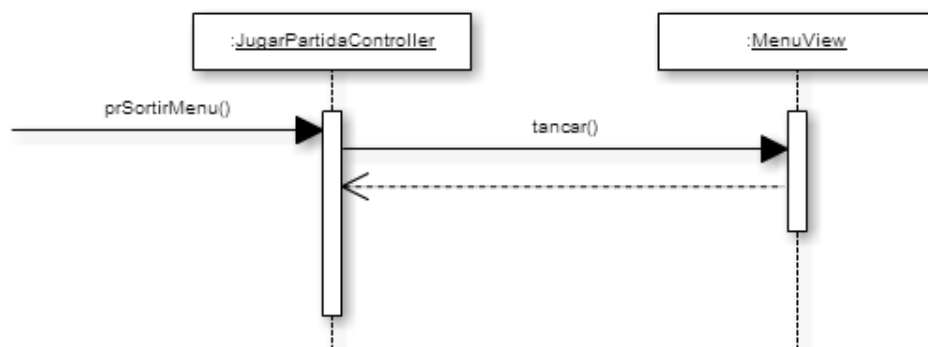 :JugarPartidaController
:MenuView
prSortirMenu()
tancar()